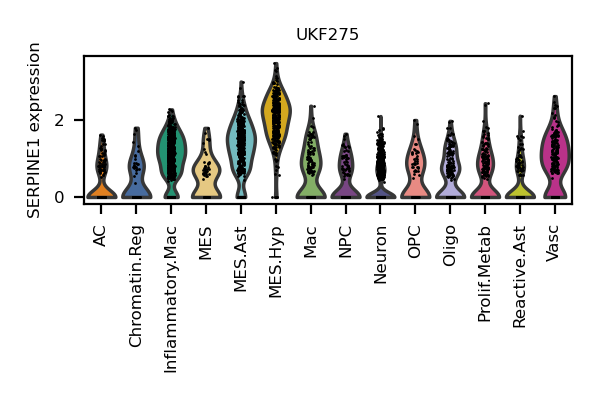 UKF275
SERPINE1 expression
2
0
AC
Chromatin.Reg
Inflammatory.Mac
MES
MES.Ast
MES.Hyp
Mac
NPC
Neuron
OPC
Oligo
Prolif.Metab
Reactive.Ast
Vasc